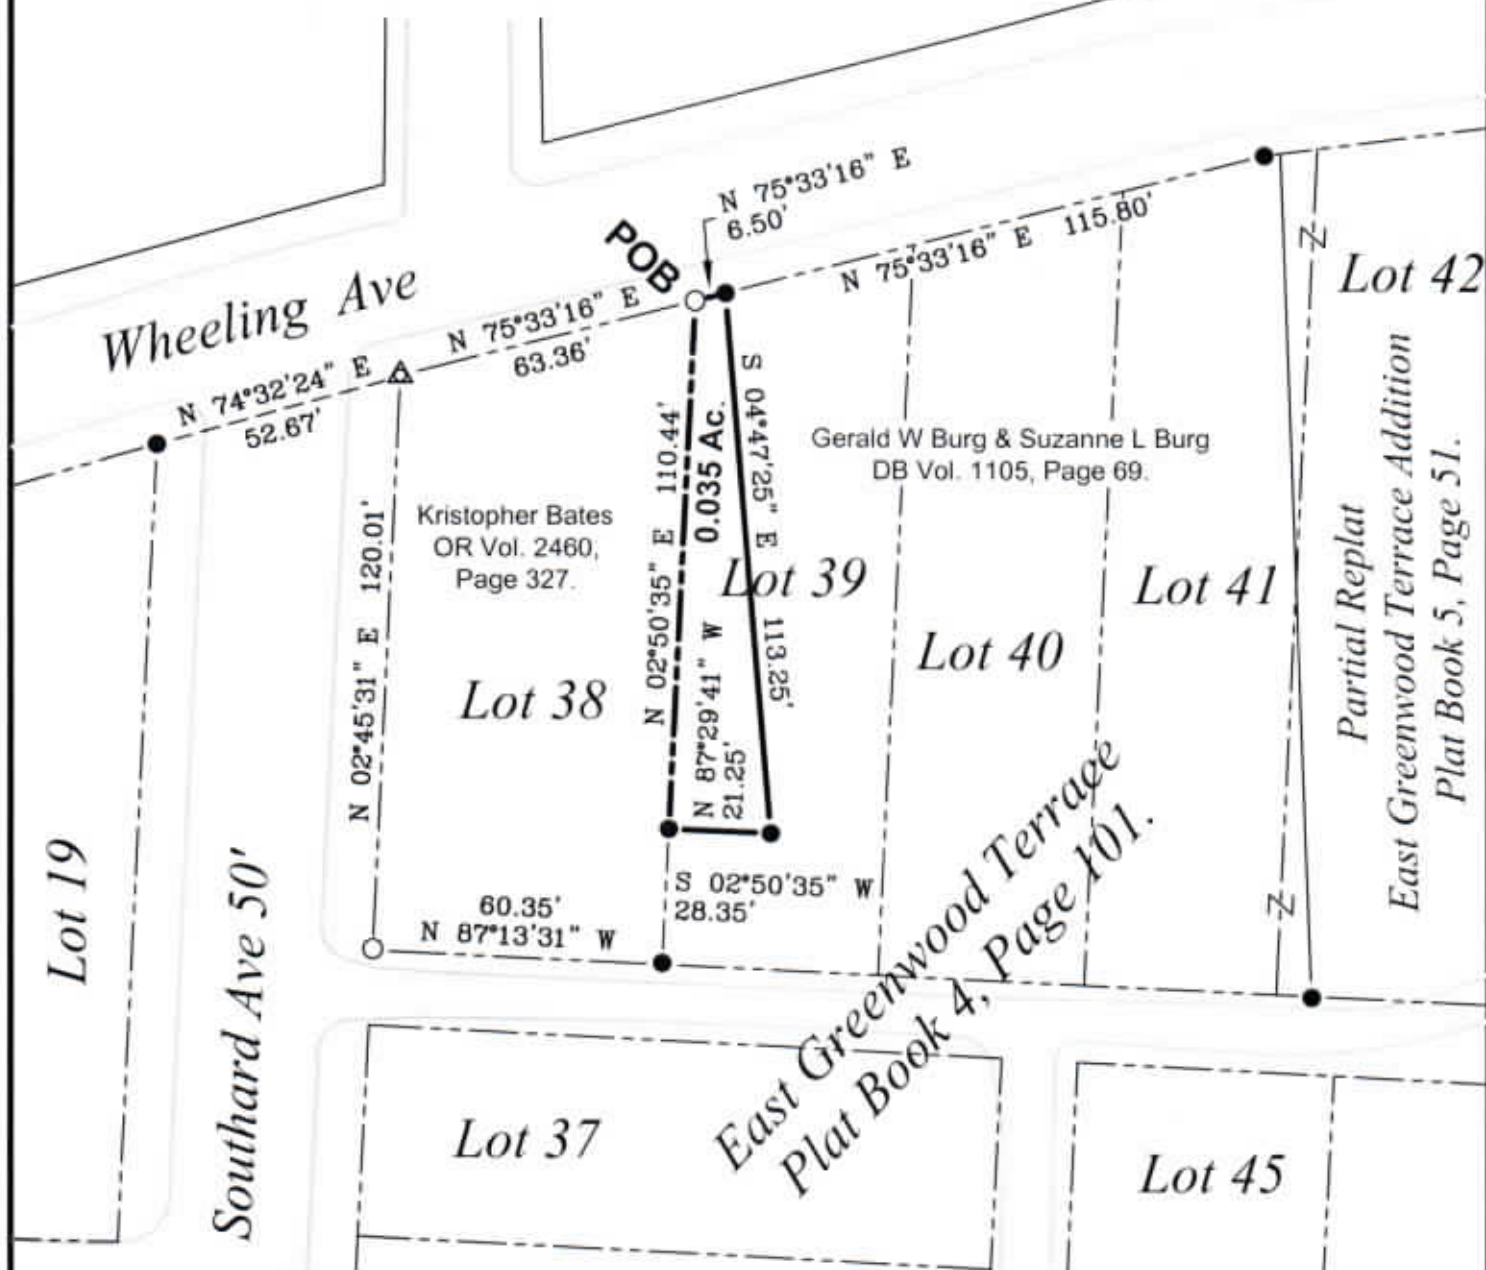 N 75°33'16" E
6.50'
POB
N 75°33'16" E 115.80'
Lot 42
Wheeling Ave
N 75°33'16" E
63.36'
N 74°32'24" E
52.67'
Z
Gerald W Burg & Suzanne L Burg
DB Vol. 1105, Page 69.
Kristopher Bates
OR Vol. 2460,
Page 327.
N 02°45'31" E 120.01'
N 02°50'35" E 110.44'
0.035 Ac.
S 04°47'25" E 113.25'
N 87°29'41" W
21.25'
Lot 39
Lot 41
Lot 40
Lot 38
Partial Replat
East Greenwood Terrace Addition
Plat Book 5, Page 51.
Z
S 02°50'35" W
28.35'
60.35'
N 87°13'31" W
Lot 19
Southard Ave 50'
East Greenwood Terrace
Plat Book 4, Page 101.
Lot 37
Lot 45